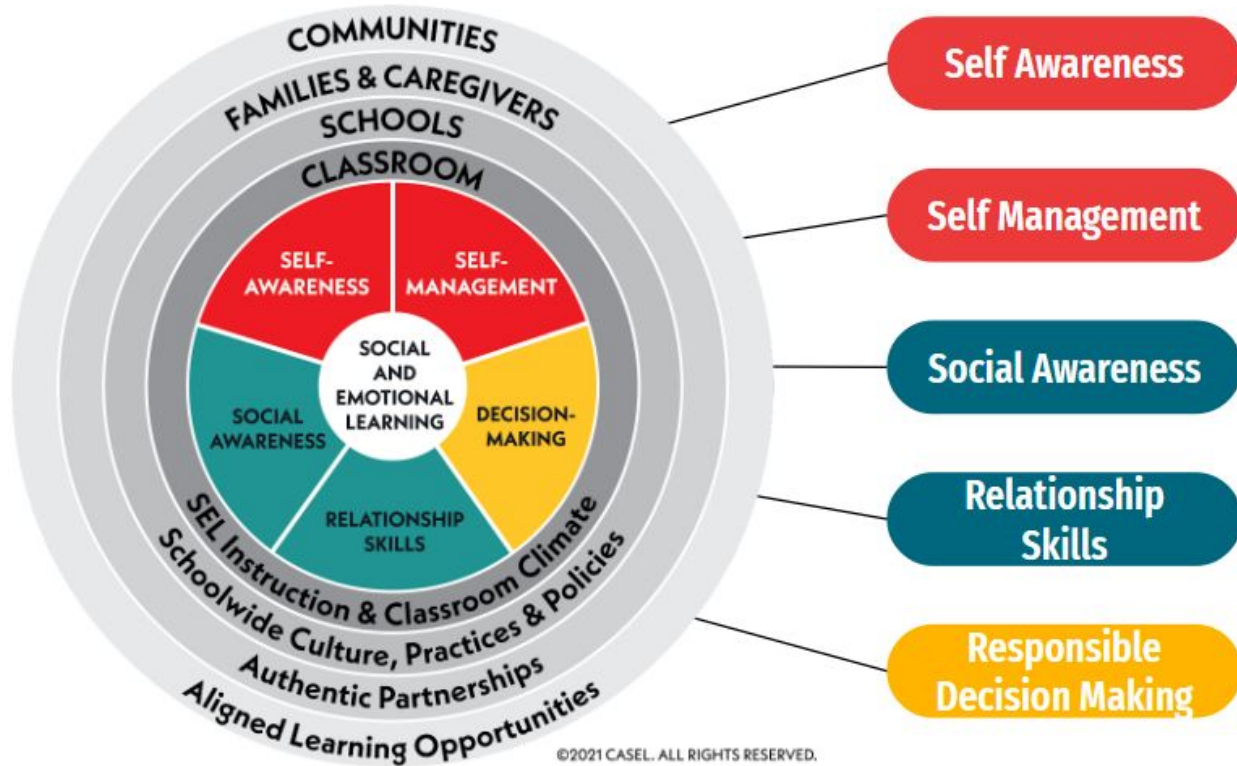 COMMUNITIES
FAMILIES & CAREGIVERS
SCHOOLS
CLASSROOM
SELF-
AWARENESS
SELF-
MANAGEMENT
SOCIAL
AND
EMOTIONAL
LEARNING
SOCIAL
AWARENESS
DECISION-
MAKING
RELATIONSHIP
SKILLS
SEL Instruction & Classroom Climate
Schoolwide Culture, Practices & Policies
Authentic Partnerships
Aligned Learning Opportunities
©2021 CASEL. ALL RIGHTS RESERVED.
Self Awareness
Self Management
Social Awareness
Relationship
Skills
Responsible
Decision Making